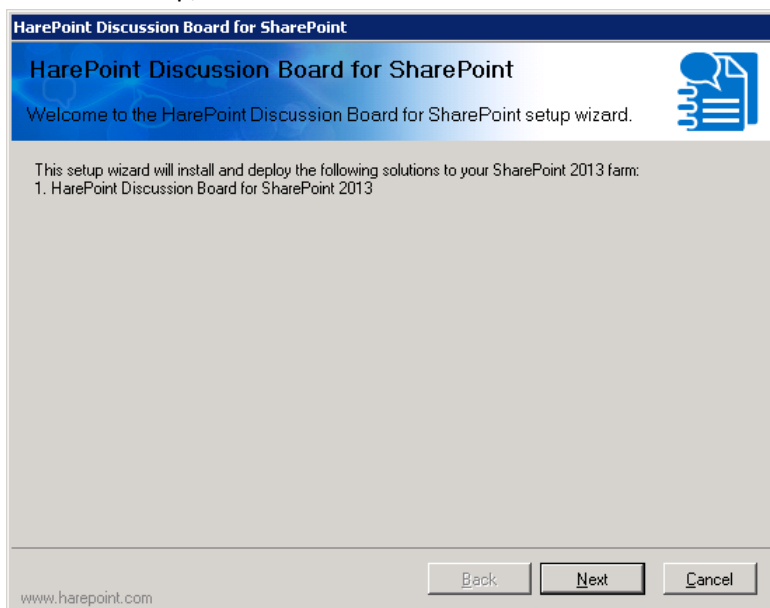 HarePoint Discussion Board for SharePoint
HarePoint Discussion Board for SharePoint
Welcome to the HarePoint Discussion Board for SharePoint setup wizard.
This setup wizard will install and deploy the following solutions to your SharePoint 2013 farm:
1. HarePoint Discussion Board for SharePoint 2013
Back
Next
Cancel
www.harepoint.com